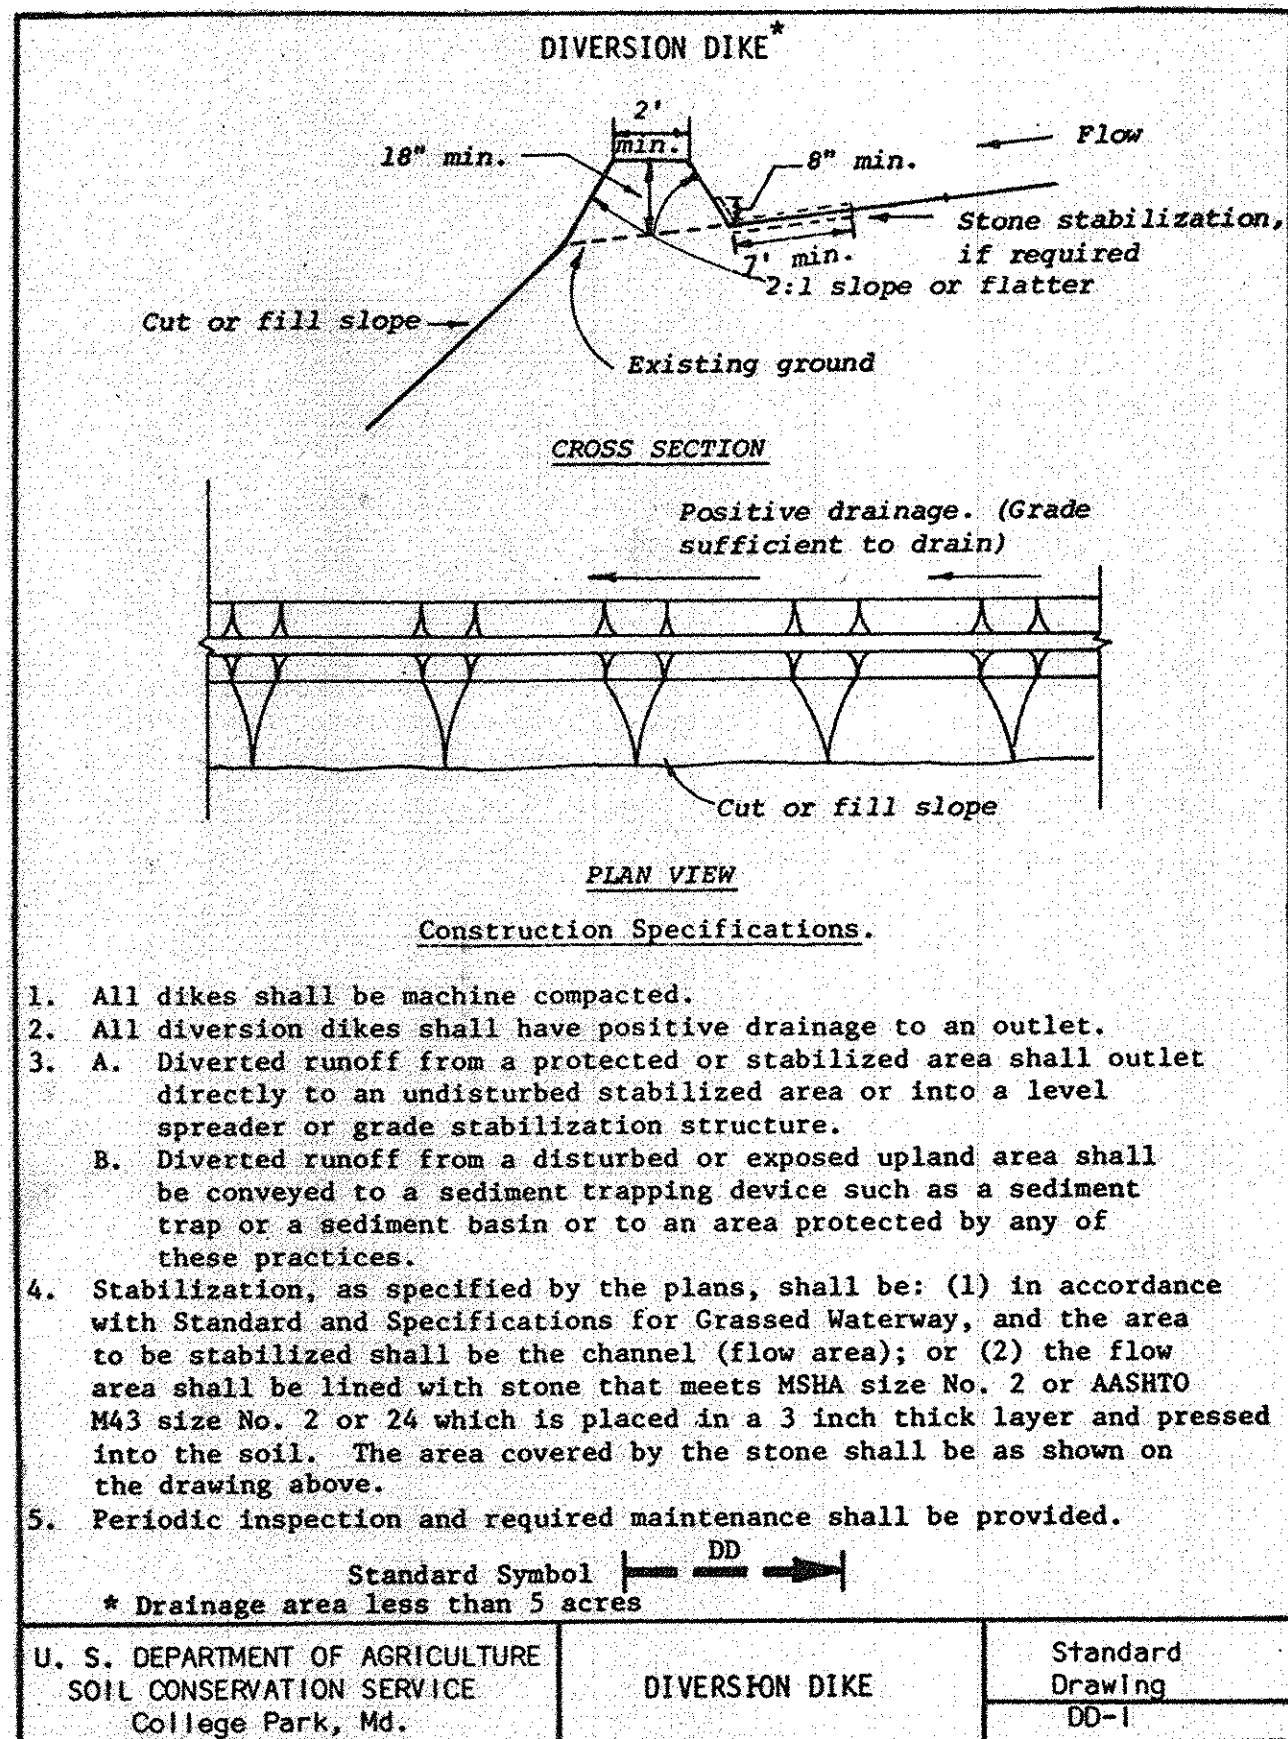 DIVERSION DIKE*
2'
min.
18" min.
8" min.
Flow
Stone stabilization,
if required
7' min.
2:1 slope or flatter
Cut or fill slope
Existing ground
CROSS SECTION
Positive drainage. (Grade
sufficient to drain)
Cut or fill slope
PLAN VIEW
Construction Specifications.
1. All dikes shall be machine compacted.
2. All diversion dikes shall have positive drainage to an outlet.
3. A. Diverted runoff from a protected or stabilized area shall outlet
directly to an undisturbed stabilized area or into a level
spreader or grade stabilization structure.
B. Diverted runoff from a disturbed or exposed upland area shall
be conveyed to a sediment trapping device such as a sediment
trap or a sediment basin or to an area protected by any of
these practices.
4. Stabilization, as specified by the plans, shall be: (1) in accordance
with Standard and Specifications for Grassed Waterway, and the area
to be stabilized shall be the channel (flow area); or (2) the flow
area shall be lined with stone that meets MSHA size No. 2 or AASHTO
M43 size No. 2 or 24 which is placed in a 3 inch thick layer and pressed
into the soil. The area covered by the stone shall be as shown on
the drawing above.
5. Periodic inspection and required maintenance shall be provided.
DD
Standard Symbol
* Drainage area less than 5 acres
U. S. DEPARTMENT OF AGRICULTURE
SOIL CONSERVATION SERVICE
College Park, Md.
DIVERSION DIKE
Standard
Drawing
DD-1